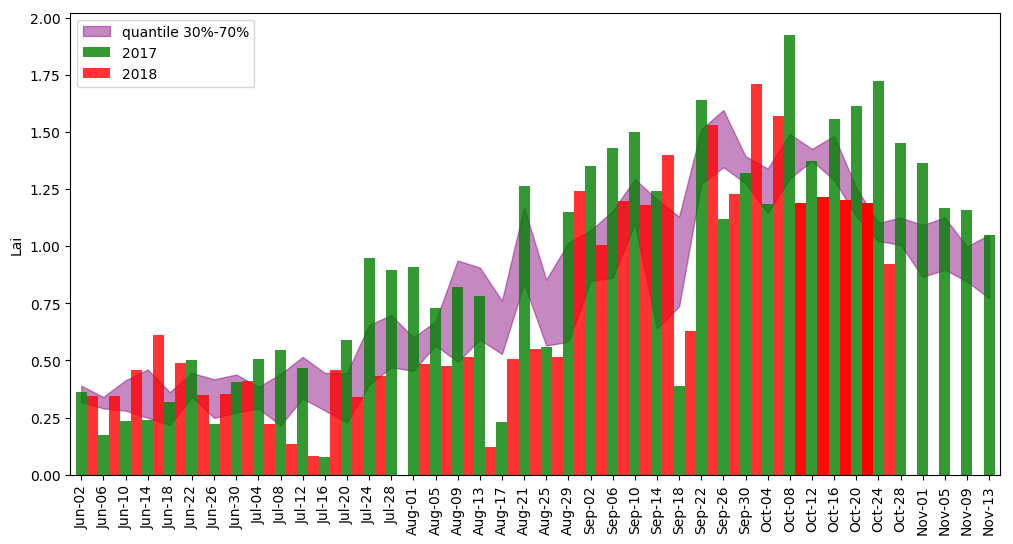 2.00
1.75
1.50
1.25
1.00
0.75
0.50
0.25
0.00
Lai
quantile 30%-70%
2017
2018
Jun-02
Jun-06
Jun-10
Jun-14
Jun-18
Jun-22
Jun-26
Jun-30
Jul-04
Jul-08
Jul-12
Jul-16
Jul-20
Jul-24
Jul-28
Aug-01
Aug-05
Aug-09
Aug-13
Aug-17
Aug-21
Aug-25
Aug-29
Sep-02
Sep-06
Sep-10
Sep-14
Sep-18
Sep-22
Sep-26
Sep-30
Oct-04
Oct-08
Oct-12
Oct-16
Oct-20
Oct-24
Oct-28
Nov-01
Nov-05
Nov-09
Nov-13